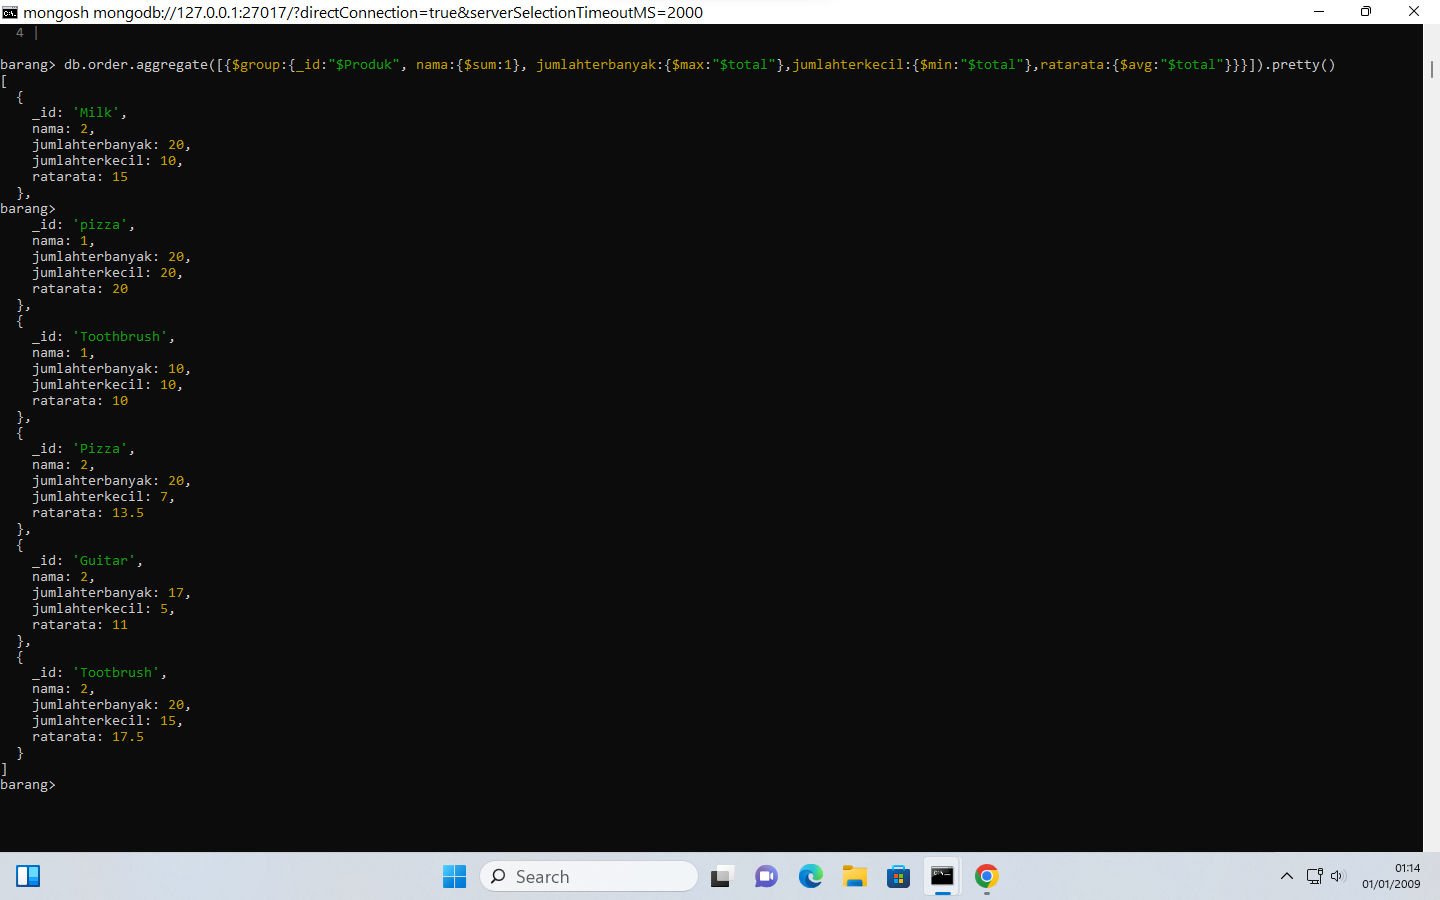 mongosh mongodb://127.0.0.1:27017/?directConnection=true&serverSelectionTimeoutMS=2000
4 |
barang> db.order.aggregate([{$group:{_id:"$Produk", nama:{$sum:1}, jumlahterbanyak:{$max:"$total"},jumlahterkecil:{$min:"$total"},ratarata:{$avg:"$total"}}}]).pretty()
[
{
_id: 'Milk',
nama: 2,
jumlahterbanyak: 20,
jumlahterkecil: 10,
ratarata: 15
},
barang>
_id: 'pizza',
nama: 1,
jumlahterbanyak: 20,
jumlahterkecil: 20,
ratarata: 20
},
{
_id: 'Toothbrush',
nama: 1,
jumlahterbanyak: 10,
jumlahterkecil: 10,
ratarata: 10
},
{
_id: 'Pizza',
nama: 2,
jumlahterbanyak: 20,
jumlahterkecil: 7,
ratarata: 13.5
},
{
_id: 'Guitar',
nama: 2,
jumlahterbanyak: 17,
jumlahterkecil: 5,
ratarata: 11
},
{
_id: 'Tootbrush',
nama: 2,
jumlahterbanyak: 20,
jumlahterkecil: 15,
ratarata: 17.5
}
]
barang>
Search
01:14
01/01/2009